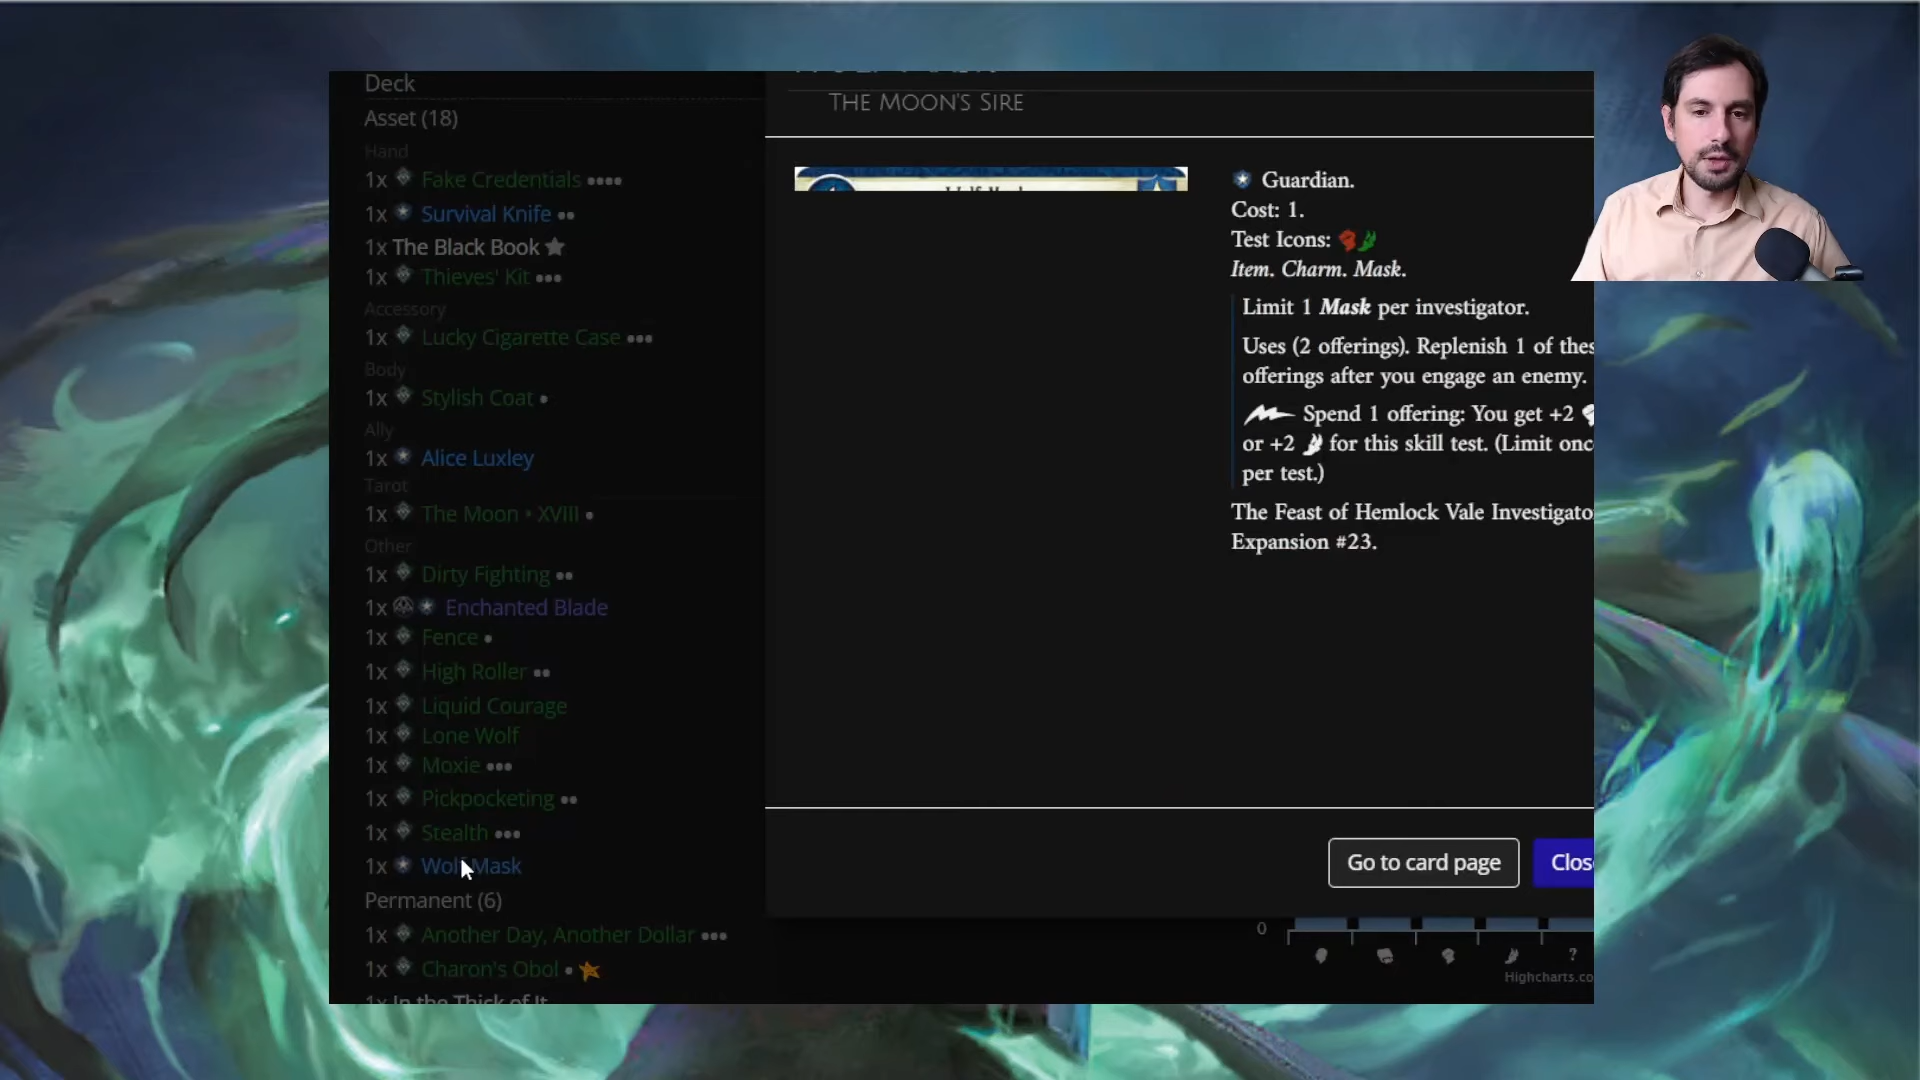 Deck
THE MOON'S SIRE
Asset (18)
Hand
1x Fake Credentials ••••
1x Survival Knife ••
1x The Black Book
1x Thieves' Kit •••
Accessory
1x Lucky Cigarette Case •••
Body
1x Stylish Coat •
Ally
1x Alice Luxley
Tarot
1x The Moon • XVIII •
Other
1x Dirty Fighting ••
1x Enchanted Blade
1x Fence •
1x High Roller ••
1x Liquid Courage
1x Lone Wolf
1x Moxie •••
1x Pickpocketing ••
1x Stealth •••
1x Wolf Mask
Permanent (6)
1x Another Day, Another Dollar •••
1x Charon's Obol •
1x In the Thick of It
Guardian.
Cost: 1.
Test Icons:
Item. Charm. Mask.
Limit 1 Mask per investigator.
Uses (2 offerings). Replenish 1 of thes
offerings after you engage an enemy.
Spend 1 offering: You get +2
or +2 for this skill test. (Limit onc
per test.)
The Feast of Hemlock Vale Investigato
Expansion #23.
Go to card page
Clos
0
?
Highcharts.co